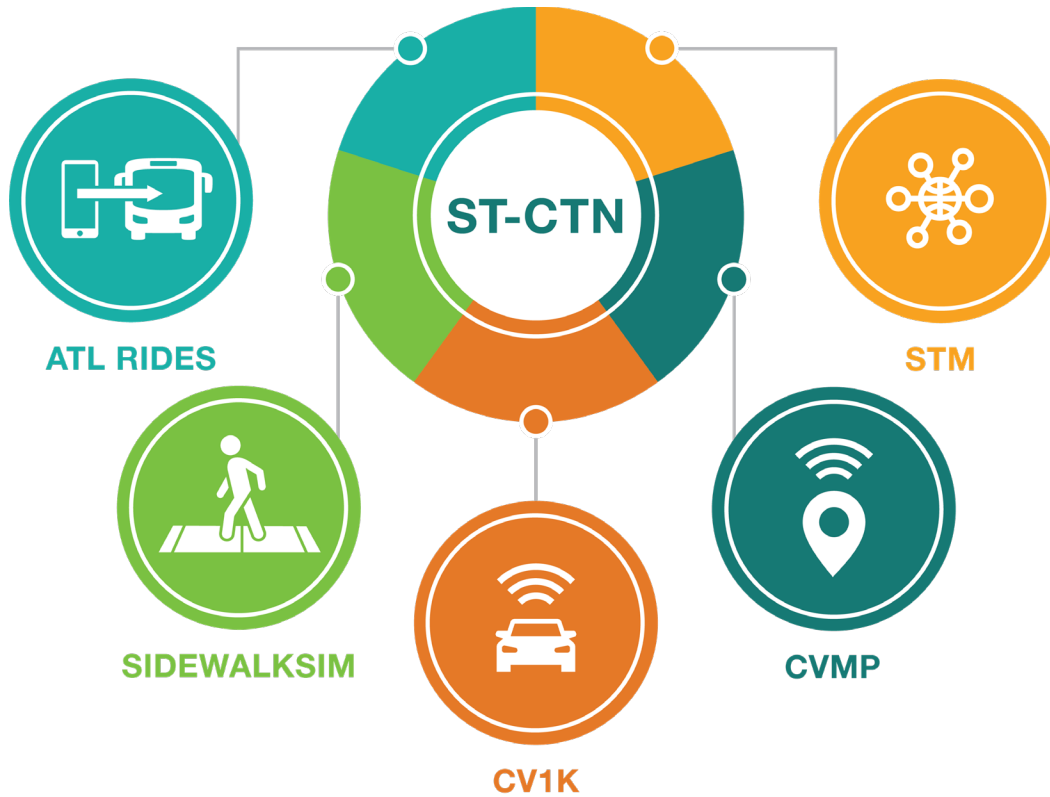 ST-CTN
ATL RIDES
STM
SIDEWALKSIM
CVMP
CV1K